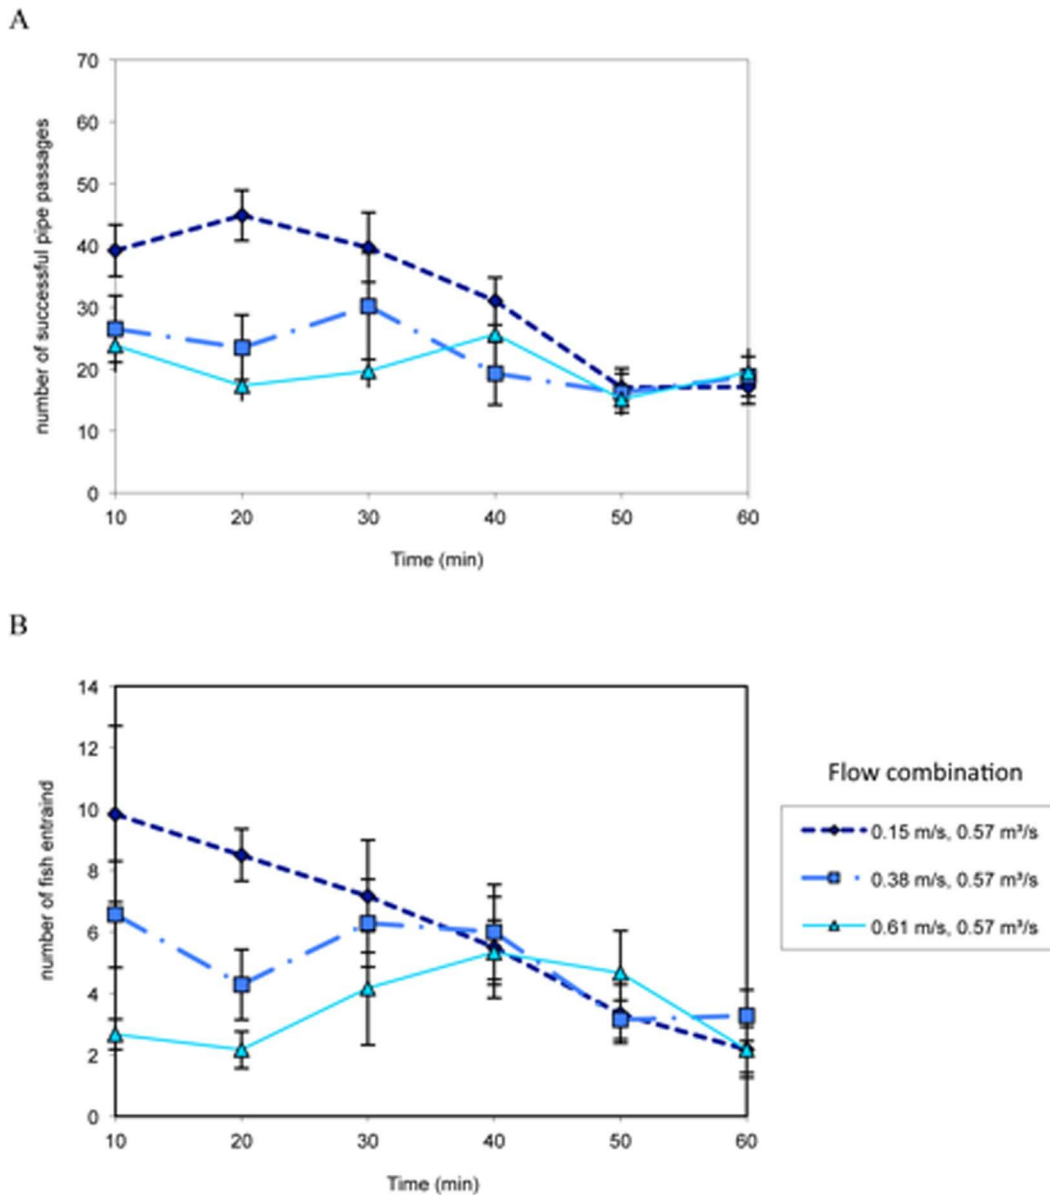 A
70
60
50
40
30
20
10
0
number of successful pipe passages
10 20 30 40 50 60
Time (min)
B
14
12
10
8
6
4
2
0
number of fish entraind
10 20 30 40 50 60
Time (min)
Flow combination
0.15 m/s, 0.57 m³/s
0.38 m/s, 0.57 m³/s
0.61 m/s, 0.57 m³/s